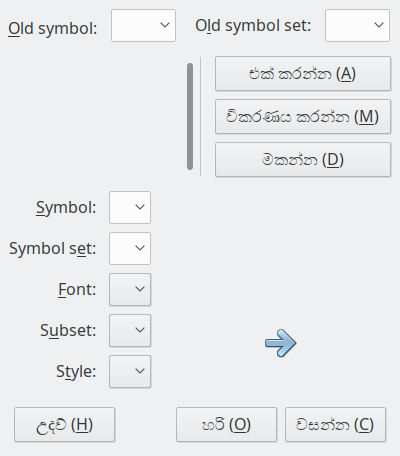 Old symbol:
Old symbol set:
එක් කරන්න (A)
විකරණය කරන්න (M)
මකන්න (D)
Symbol:
Symbol set:
Font:
Subset:
Style:
උදව් (H)
හරි (O)
වසන්න (C)